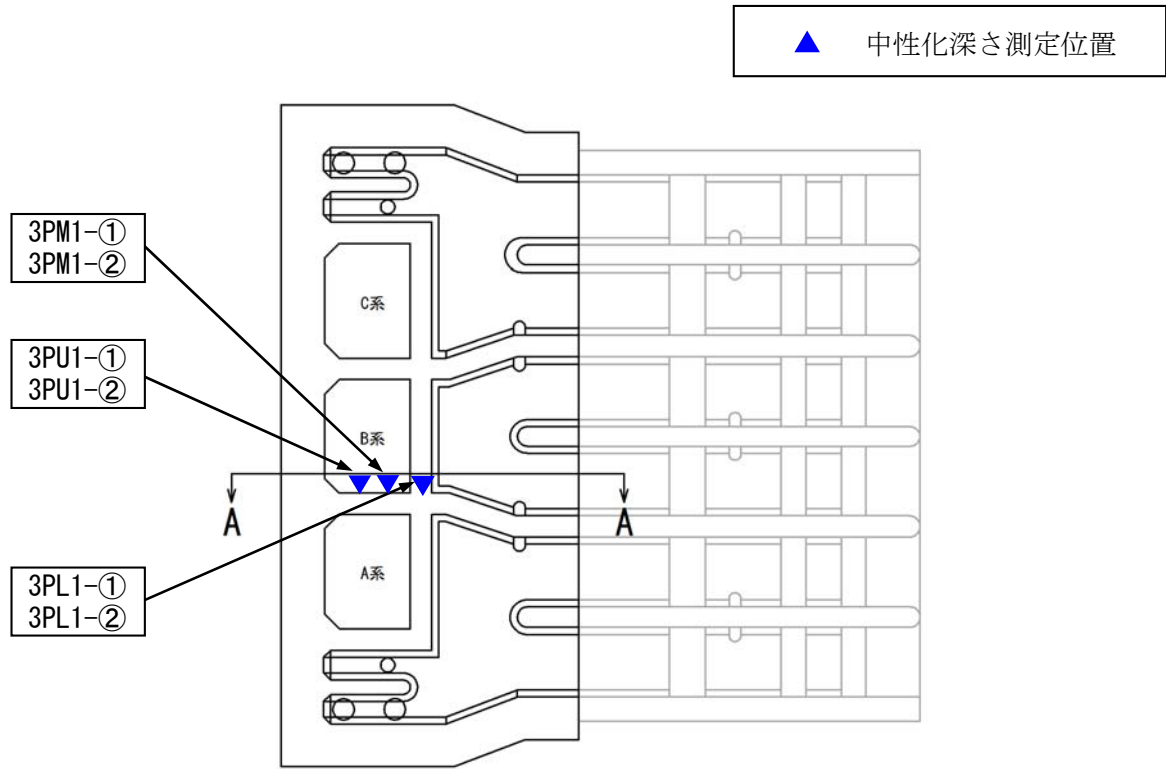 ▲ 中性化深さ測定位置
3PM1-①
3PM1-②
C系
3PU1-①
3PU1-②
B系
A A
3PL1-①
3PL1-②
A系